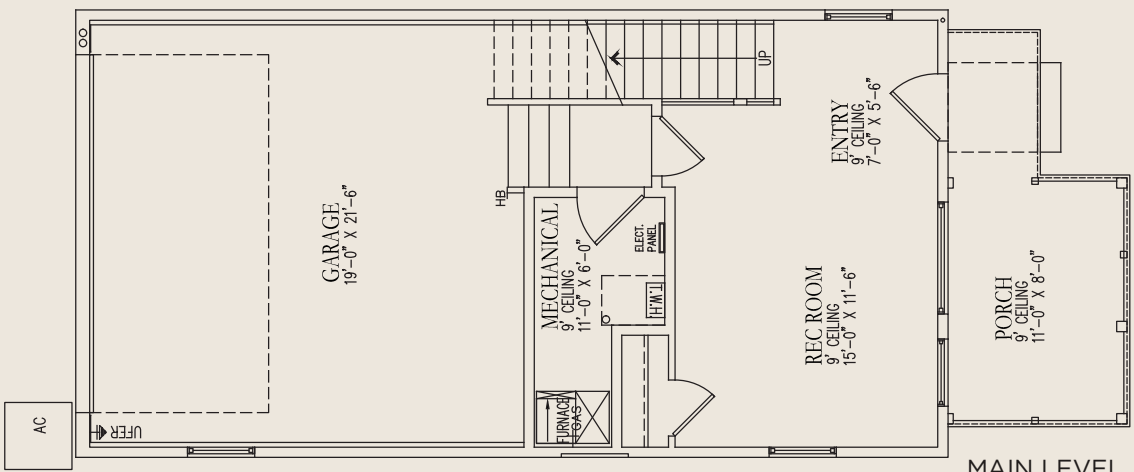 AC
UFER
GARAGE
19'-0" X 21'-6"
HB
UP
MECHANICAL
9' CEILING
11'-0" X 6'-0"
ELECT.
PANEL
T.W.H.
FURNACE
GAS
ENTRY
9' CEILING
7'-0" X 5'-6"
REC ROOM
9' CEILING
15'-0" X 11'-6"
PORCH
9' CEILING
11'-0" X 8'-0"
MAIN LEVEL